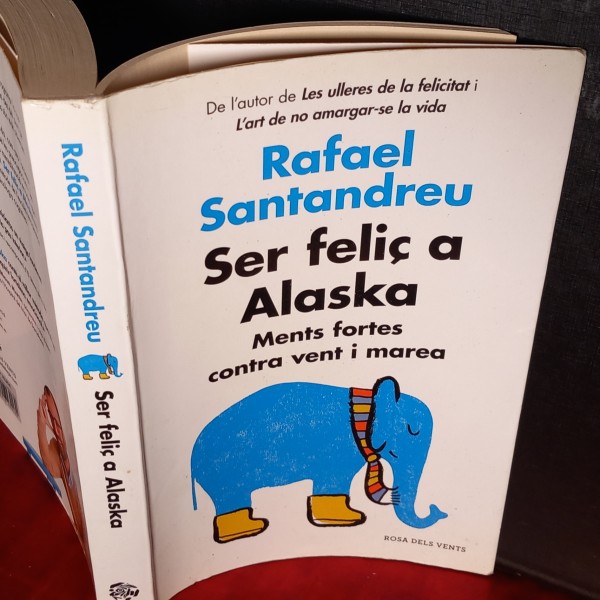 De l'autor de Les ulleres de la felicitat i
L'art de no amargar-se la vida
Rafael
Santandreu
Ser feliç a
Alaska
Ments fortes
contra vent i marea
ROSA DELS VENTS
Rafael Santandreu
Ser feliç a Alaska